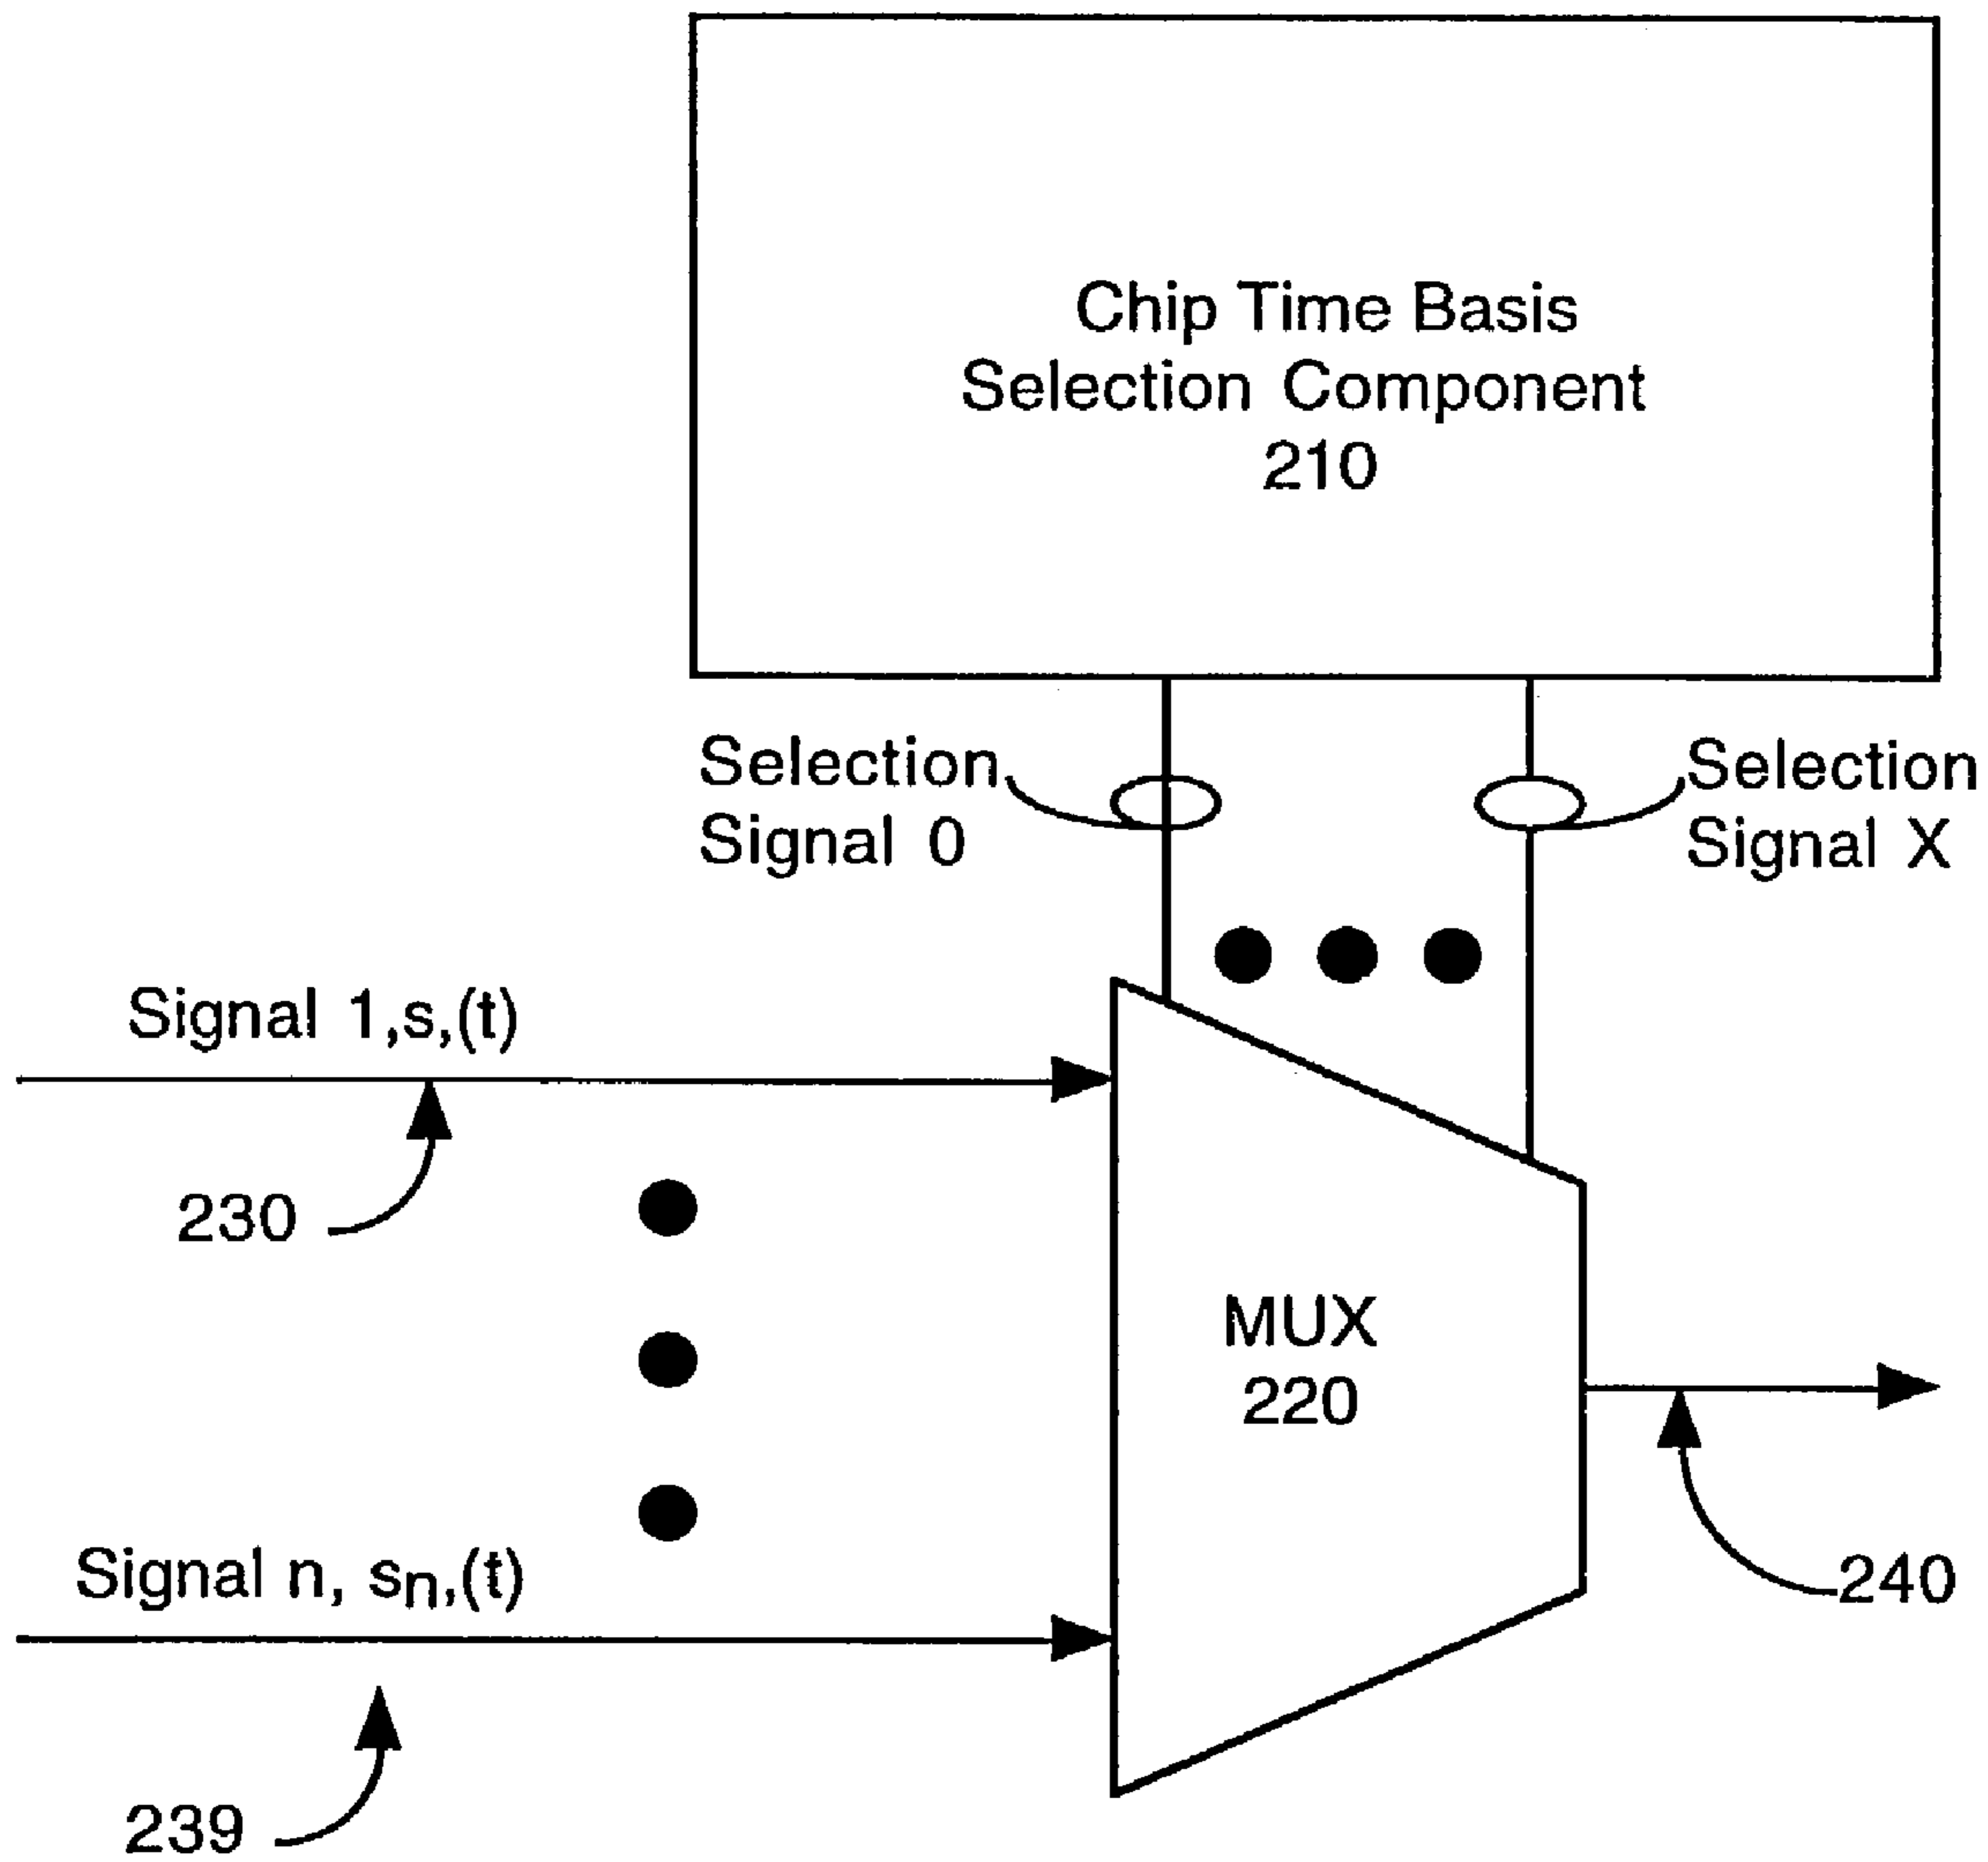 Chip Time Basis
Selection Component
210
Selection
Signal 0
Selection
Signal X
Signal 1,s,(t)
230
MUX
220
Signal n, sn,(t)
240
239